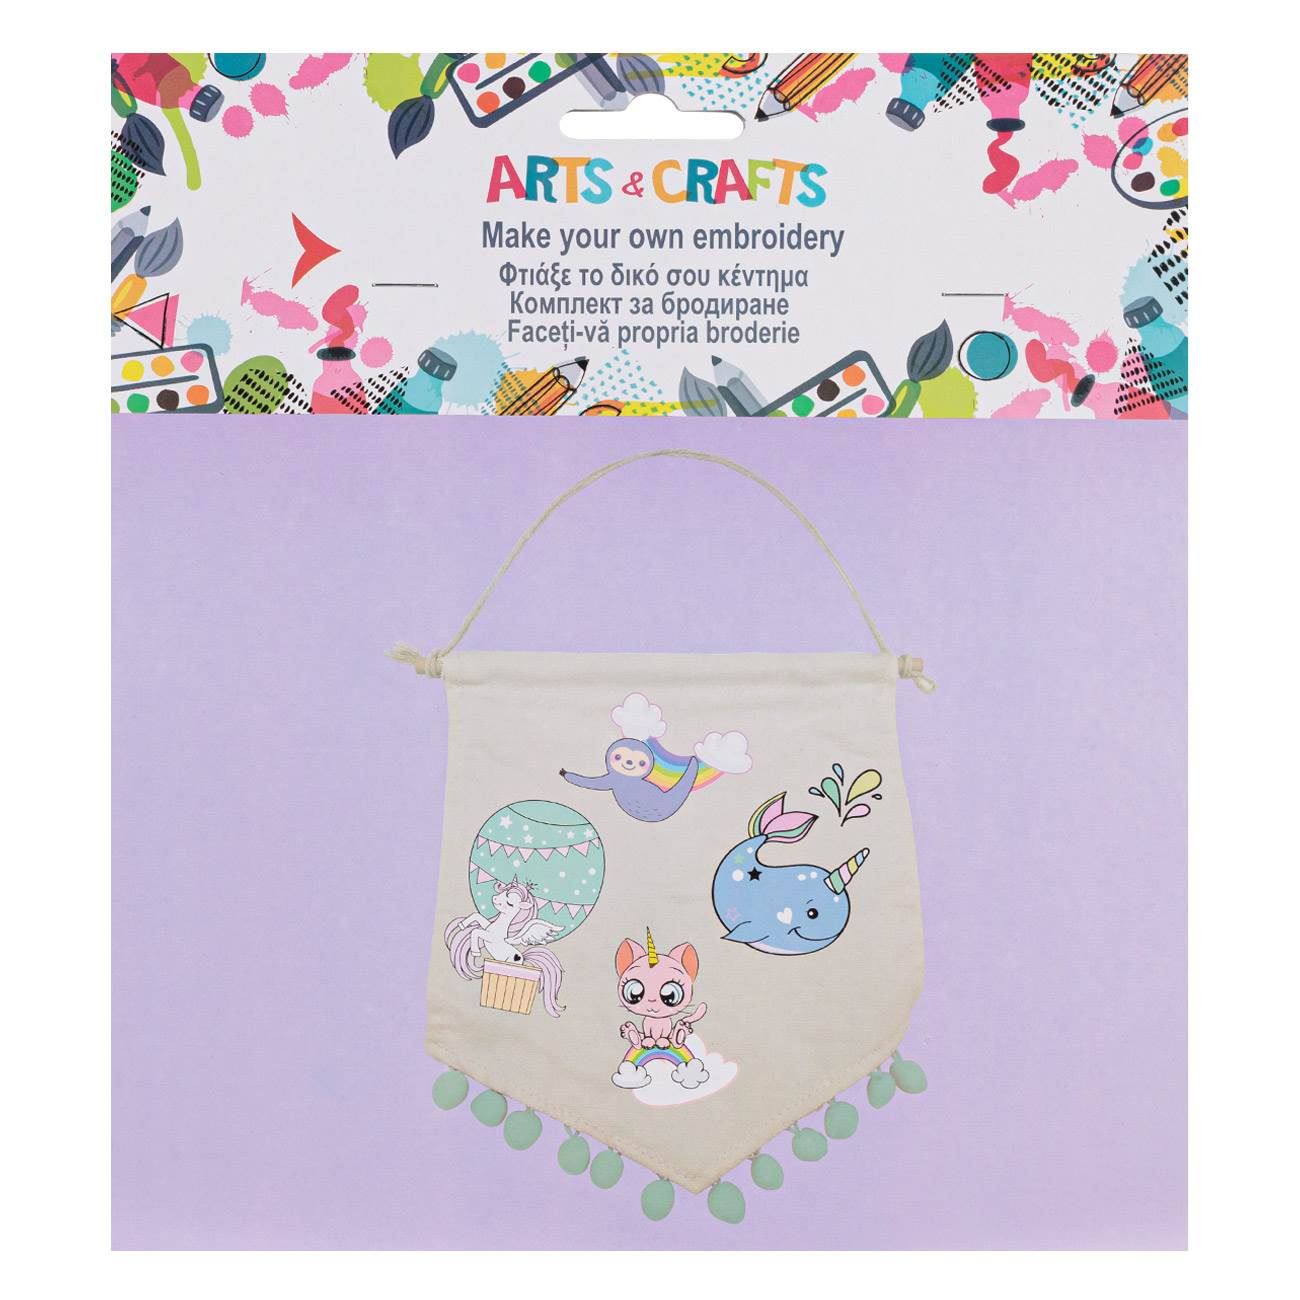 ARTS & CRAFTS
Make your own embroidery
Φτιάξε το δικό σου κέντημα
Комплект за бродиране
Faceți-vă propria broderie